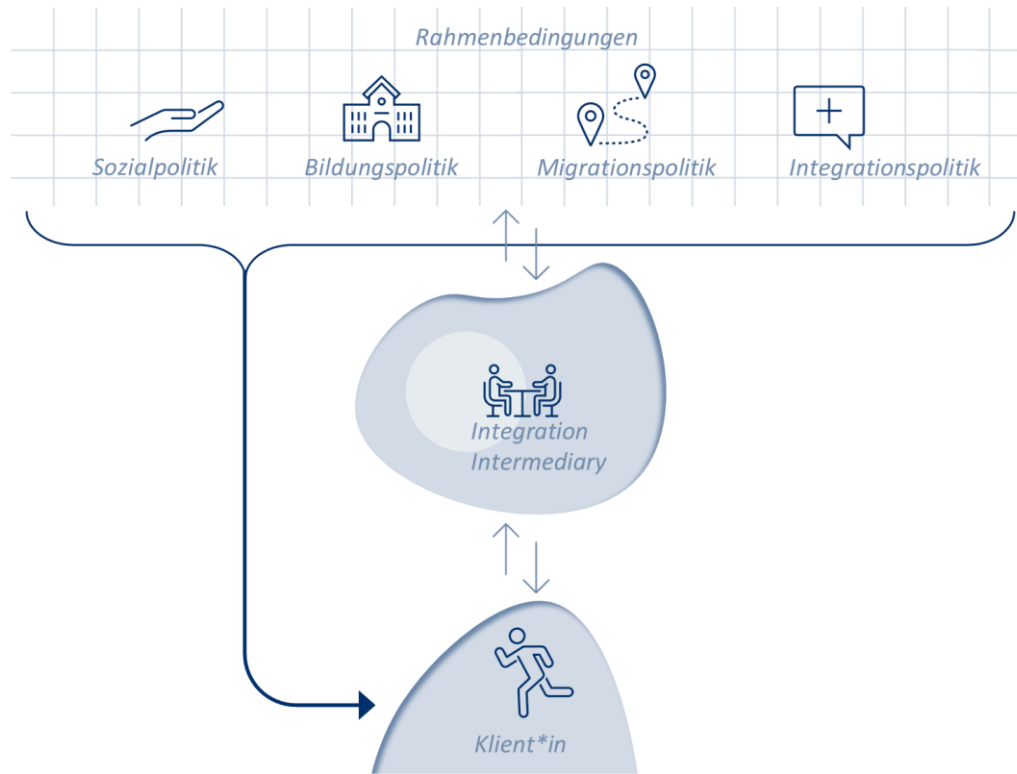 Rahmenbedingungen
Sozialpolitik
Bildungspolitik
Migrationspolitik
Integrationspolitik
Integration
Intermediary
Klient*in